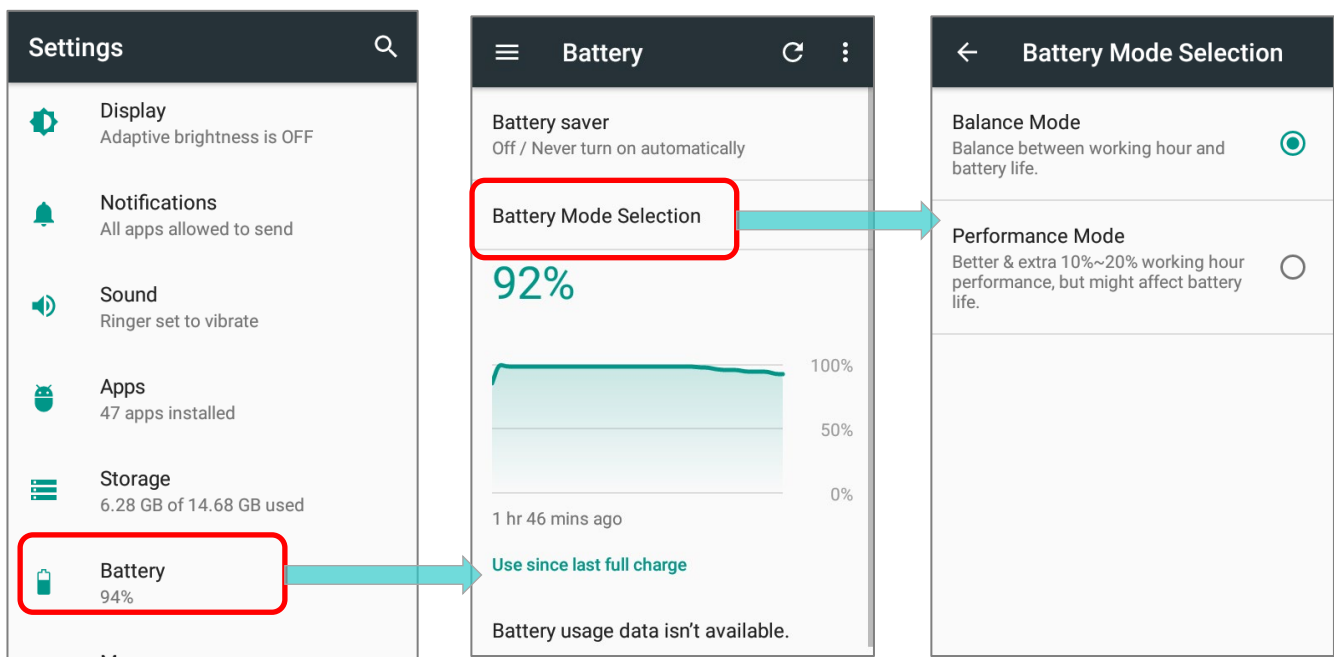 Settings
Display
Adaptive brightness is OFF
Notifications
All apps allowed to send
Sound
Ringer set to vibrate
Apps
47 apps installed
Storage
6.28 GB of 14.68 GB used
Battery
94%
Battery
Battery saver
Off / Never turn on automatically
Battery Mode Selection
92%
100%
50%
0%
1 hr 46 mins ago
Use since last full charge
Battery usage data isn't available.
Battery Mode Selection
Balance Mode
Balance between working hour and
battery life.
Performance Mode
Better & extra 10%~20% working hour
performance, but might affect battery
life.